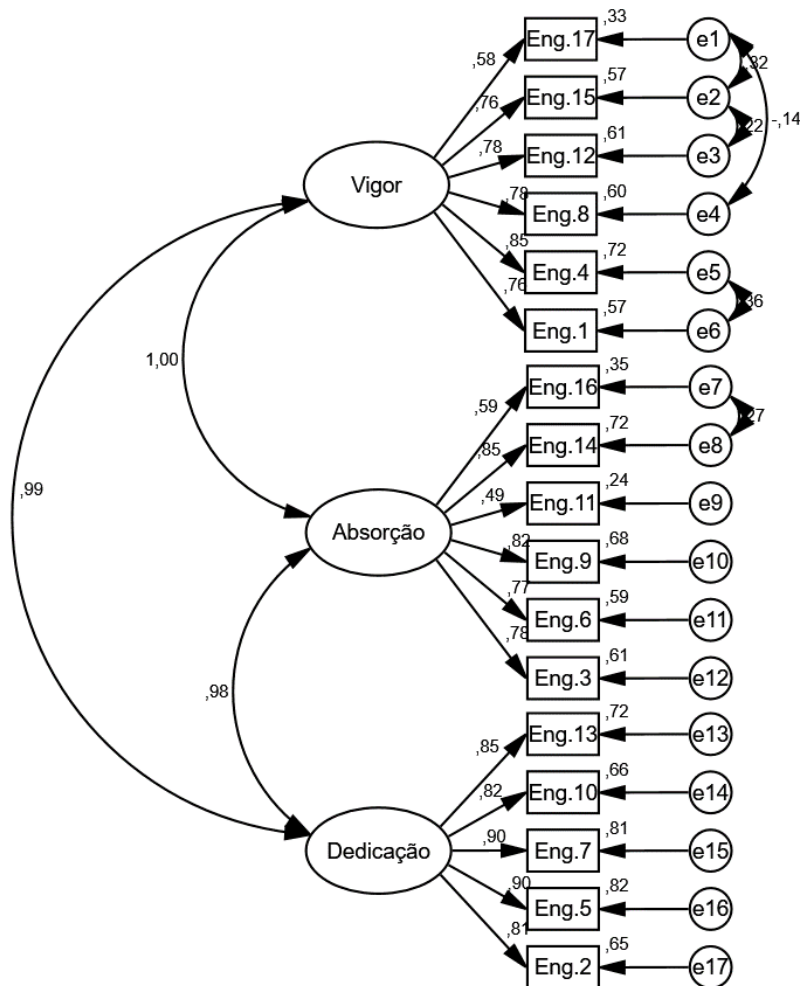 ,33
Eng.17
e1
,58
,32
,57
Eng.15
e2
,76
,22
-,14
,61
Eng.12
e3
,78
Vigor
,60
Eng.8
e4
,78
,72
Eng.4
e5
,85
,36
,57
Eng.1
e6
,76
1,00
,35
Eng.16
e7
,59
,27
,72
Eng.14
e8
,85
,99
,24
Eng.11
e9
,49
Absorção
,68
Eng.9
e10
,82
,59
Eng.6
e11
,77
,61
Eng.3
e12
,78
,98
,72
Eng.13
e13
,85
,66
Eng.10
e14
,82
Dedicação
,81
Eng.7
e15
,90
,82
Eng.5
e16
,90
,65
Eng.2
e17
,81